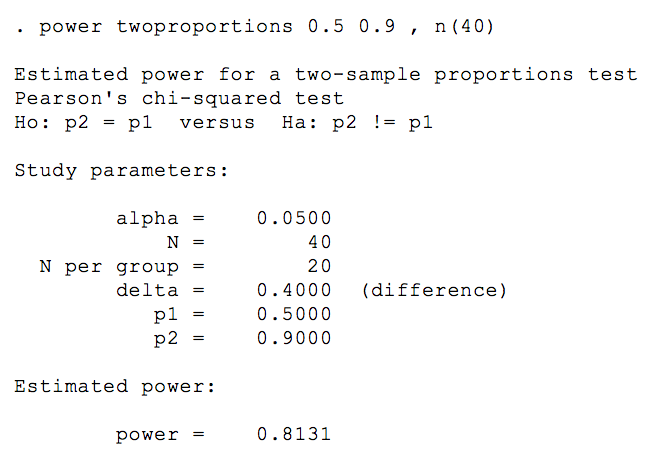 . power twoproportions 0.5 0.9 , n(40)
Estimated power for a two-sample proportions test
Pearson's chi-squared test
Ho: p2 = p1 versus Ha: p2 != p1
Study parameters:
alpha = 0.0500
N = 40
N per group = 20
delta = 0.4000 (difference)
p1 = 0.5000
p2 = 0.9000
Estimated power:
power = 0.8131